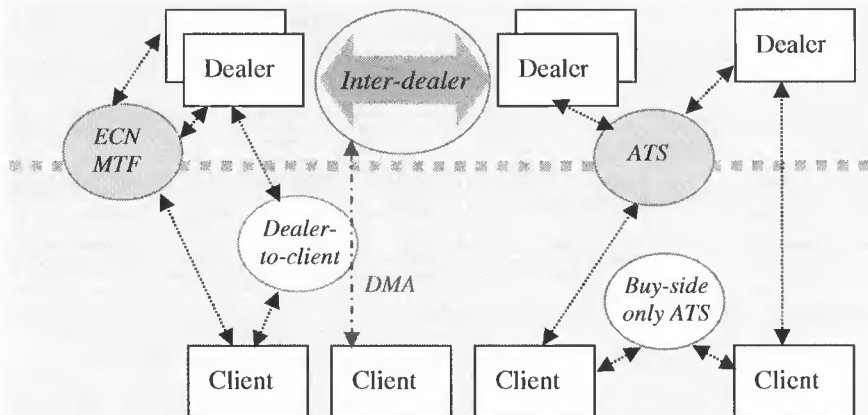 Dealer
Inter-dealer
Dealer
Dealer
ECN
MTF
ATS
Dealer-
to-client
DMA
Buy-side
only ATS
Client
Client
Client
Client